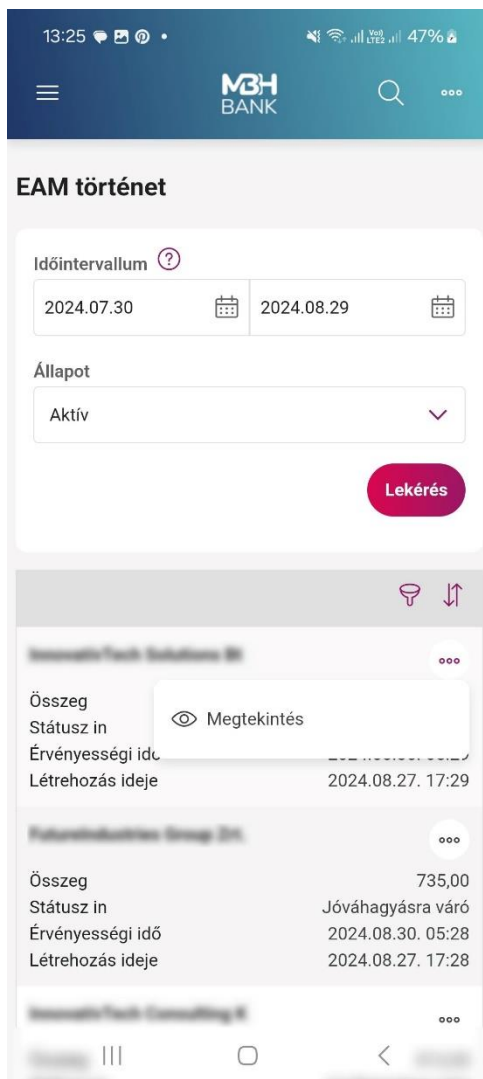 13:25
Vo)) LTE2 47%
MBH
BANK
EAM történet
Időintervallum ?
2024.07.30 2024.08.29
Állapot
Aktív
Lekérés
Összeg
Megtekintés
Státusz in
Érvényességi idő
Létrehozás ideje 2024.08.27. 17:29
Összeg 735,00
Státusz in Jóváhagyásra váró
Érvényességi idő 2024.08.30. 05:28
Létrehozás ideje 2024.08.27. 17:28